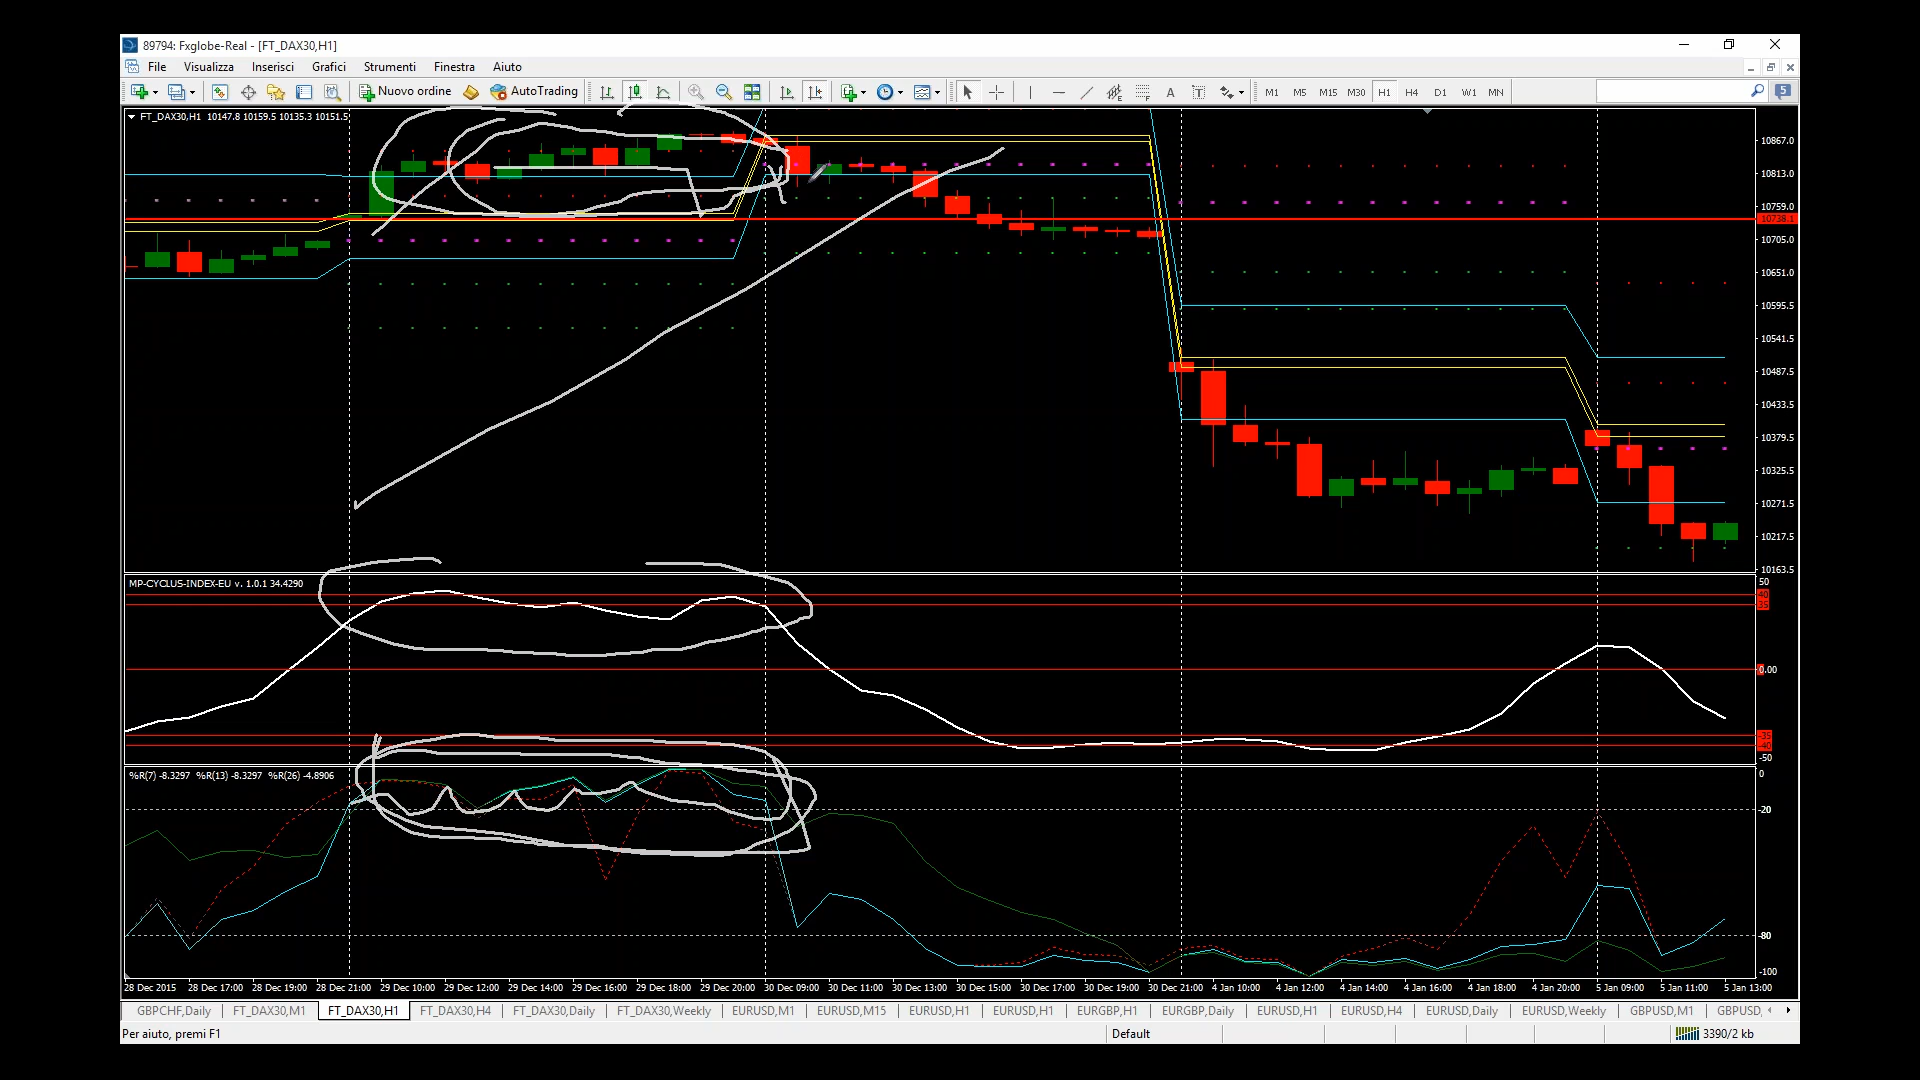 89794: Fxglobe-Real - [FT_DAX30,H1]
File Visualizza Inserisci Grafici Strumenti Finestra Aiuto
Nuovo ordine AutoTrading A T M1 M5 M15 M30 H1 H4 D1 W1 MN 5
FT_DAX30,H1 10147.8 10159.5 10135.3 10151.5
10867.0
10813.0
10759.0
10738.1
10705.0
10651.0
10595.5
10541.5
10487.5
10433.5
10379.5
10325.5
10271.5
10217.5
10163.5
MP-CYCLUS-INDEX-EU v. 1.0.1 34.4290
50
40
35
0.00
-35
-40
-50
%R(7) -8.3297 %R(13) -8.3297 %R(26) -4.8906
0
-20
-80
-100
28 Dec 2015 28 Dec 17:00 28 Dec 19:00 28 Dec 21:00 29 Dec 10:00 29 Dec 12:00 29 Dec 14:00 29 Dec 16:00 29 Dec 18:00 29 Dec 20:00 30 Dec 09:00 30 Dec 11:00 30 Dec 13:00 30 Dec 15:00 30 Dec 17:00 30 Dec 19:00 30 Dec 21:00 4 Jan 10:00 4 Jan 12:00 4 Jan 14:00 4 Jan 16:00 4 Jan 18:00 4 Jan 20:00 5 Jan 09:00 5 Jan 11:00 5 Jan 13:00
GBPCHF,Daily FT_DAX30,M1 FT_DAX30,H1 FT_DAX30,H4 FT_DAX30,Daily FT_DAX30,Weekly EURUSD,M1 EURUSD,M15 EURUSD,H1 EURUSD,H1 EURGBP,H1 EURGBP,Daily EURUSD,H1 EURUSD,H4 EURUSD,Daily EURUSD,Weekly GBPUSD,M1 GBPUSD,
Per aiuto, premi F1 Default 3390/2 kb